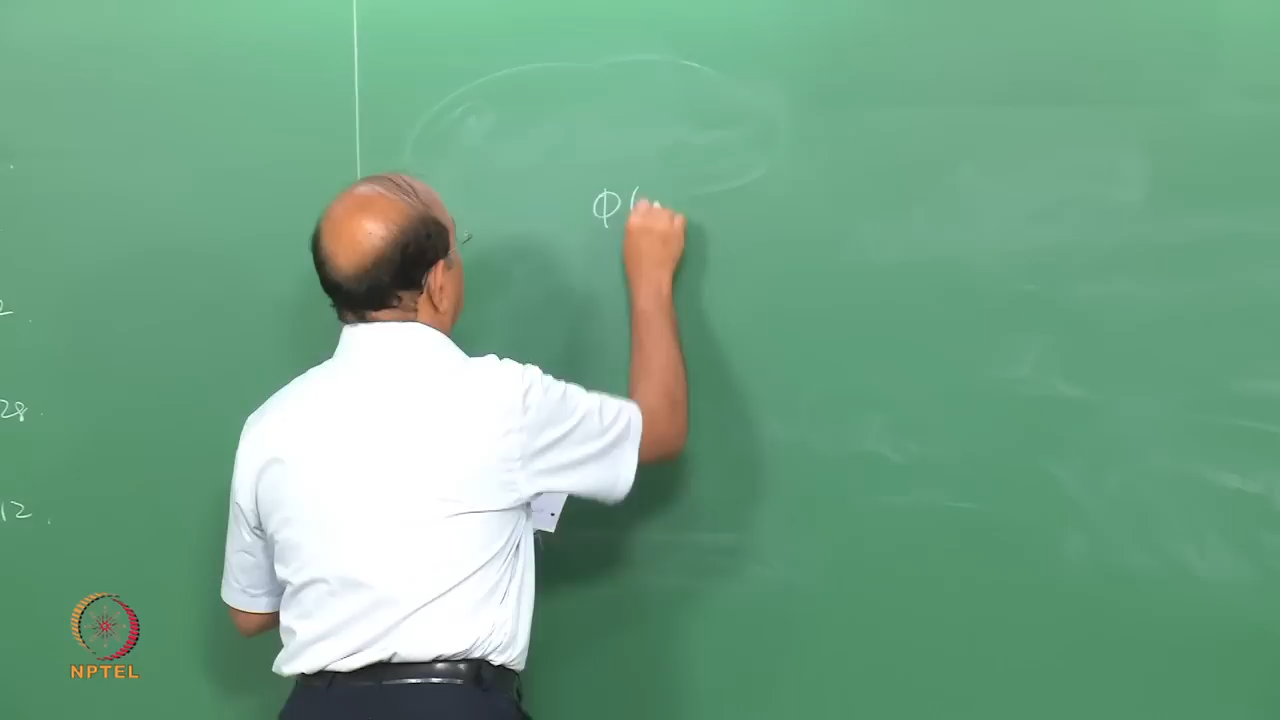 2 .
28 .
12 .
φ(
NPTEL